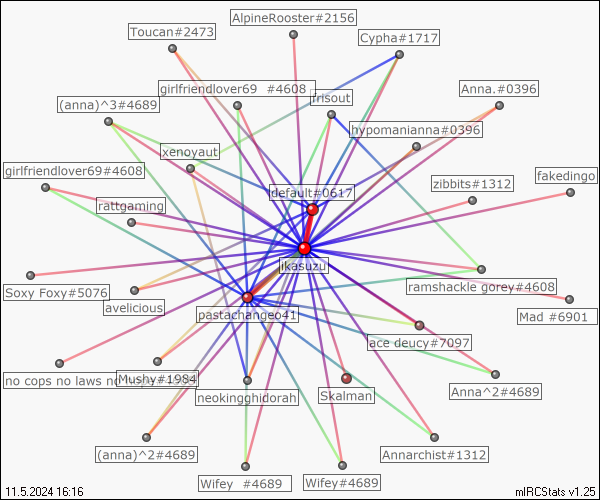 AlpineRooster#2156
Toucan#2473
Cypha#1717
girlfriendlover69 #4608
Anna.#0396
frisout
(anna)^3#4689
hypomanianna#0396
xenoyaut
girlfriendlover69#4608
fakedingo
zibbits#1312
default#0617
rattgaming
jkasuzu
ramshackle gorey#4608
Soxy Foxy#5076
avelicious
pastachangeo41
Mad #6901
ace deucy#7097
no cops no laws no
Mushy#1984
Anna^2#4689
neokingghidorah
Skalman
(anna)^2#4689
Annarchist#1312
Wifey #4689
Wifey#4689
11.5.2024 16:16
mIRCStats v1.25